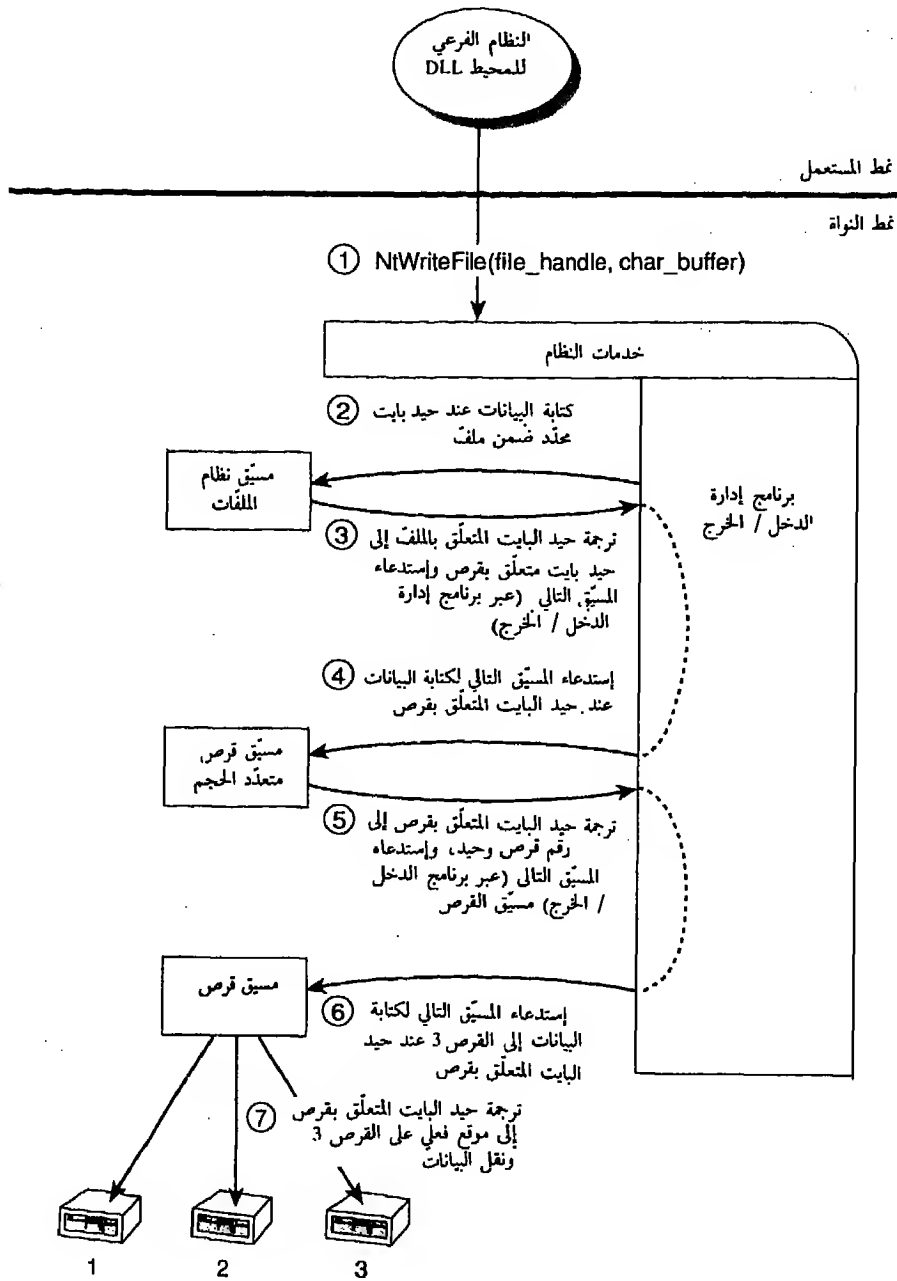 النظام الفرعي
للمحيط DLL
نمط المستعمل
نمط النواة
① NtWriteFile(file_handle, char_buffer)
خدمات النظام
② كتابة البيانات عند حيد بايت
محدّد ضمن ملفّ
مسيّق نظام
الملفّات
برنامج إدارة
الدخل / الخرج
③ ترجمة حيد البايت المتعلّق بالملفّ إلى
حيد بايت متعلّق بقرص وإستدعاء
المسيّق التالي (عبر برنامج إدارة
الدخل / الخرج)
④ إستدعاء المسيّق التالي لكتابة البيانات
عند حيد البايت المتعلّق بقرص
مسيّق قرص
متعدّد الحجم
⑤ ترجمة حيد البايت المتعلّق بقرص إلى
رقم قرص وحيد، وإستدعاء
المسيّق التالي (عبر برنامج الدخل
/ الخرج) مسيّق القرص
مسيق قرص
⑥ إستدعاء المسيّق التالي لكتابة
البيانات إلى القرص 3 عند حيد
البايت المتعلّق بقرص
⑦ ترجمة حيد البايت المتعلّق بقرص
إلى موقع فعلي على القرص 3
ونقل البيانات
1 2 3